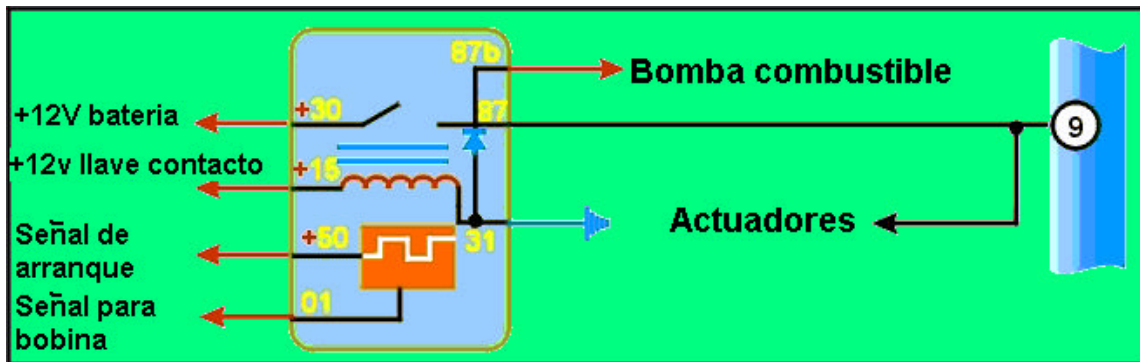 87b
Bomba combustible
+12V bateria
+30
87
9
+12v llave contacto
+15
Actuadores
Señal de
arranque
+50
31
Señal para
bobina
01